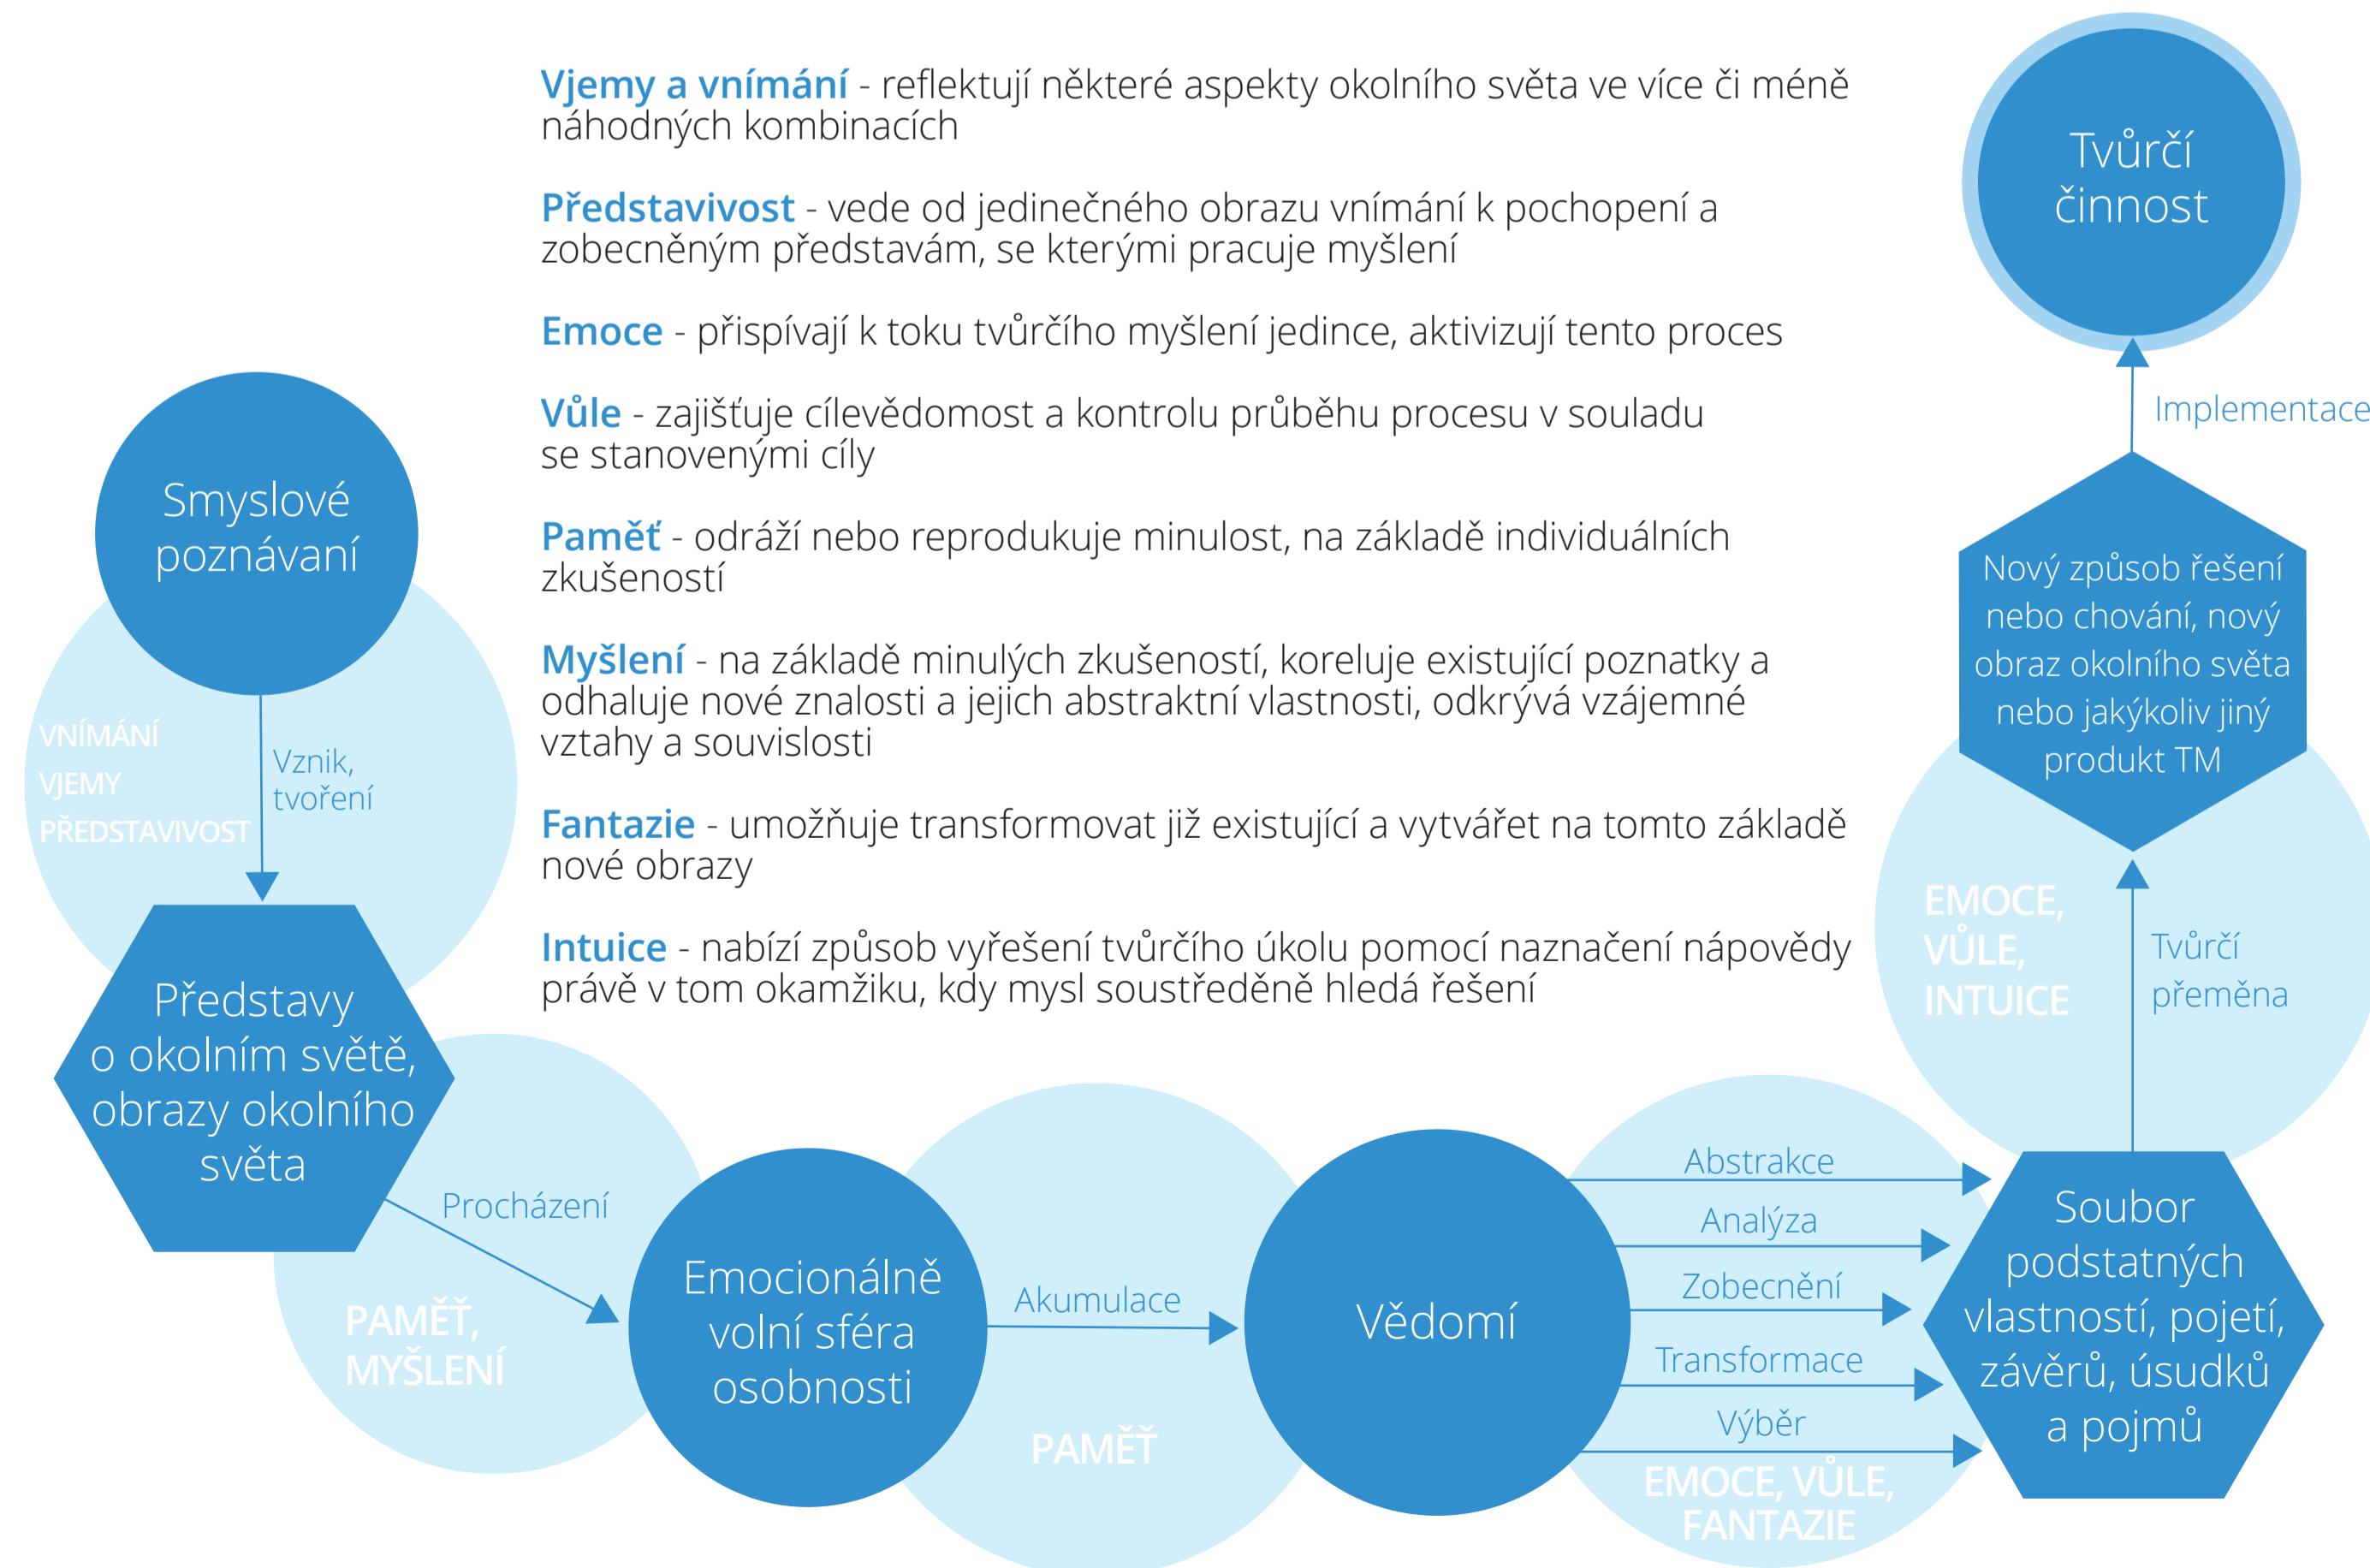 Vjemy a vnímání - reflektují některé aspekty okolního světa ve více či méně
náhodných kombinacích
Představivost - vede od jedinečného obrazu vnímání k pochopení a
zobecněným představám, se kterými pracuje myšlení
Emoce - přispívají k toku tvůrčího myšlení jedince, aktivizují tento proces
Vůle - zajišťuje cílevědomost a kontrolu průběhu procesu v souladu
se stanovenými cíly
Paměť - odráží nebo reprodukuje minulost, na základě individuálních
zkušeností
Myšlení - na základě minulých zkušeností, koreluje existující poznatky a
odhaluje nové znalosti a jejich abstraktní vlastnosti, odkrývá vzájemné
vztahy a souvislosti
Fantazie - umožňuje transformovat již existující a vytvářet na tomto základě
nové obrazy
Intuice - nabízí způsob vyřešení tvůrčího úkolu pomocí naznačení nápovědy
právě v tom okamžiku, kdy mysl soustředěně hledá řešení
Smyslové
poznávaní
VNÍMÁNÍ
VJEMY
PŘEDSTAVIVOST
Vznik,
tvoření
Představy
o okolním světě,
obrazy okolního
světa
Procházení
PAMĚŤ,
MYŠLENÍ
Emocionálně
volní sféra
osobnosti
Akumulace
PAMĚŤ
Vědomí
Abstrakce
Analýza
Zobecnění
Transformace
Výběr
EMOCE, VŮLE,
FANTAZIE
Soubor
podstatných
vlastností, pojetí,
závěrů, úsudků
a pojmů
EMOCE,
VŮLE,
INTUICE
Tvůrčí
přeměna
Nový způsob řešení
nebo chování, nový
obraz okolního světa
nebo jakýkoliv jiný
produkt TM
Implementace
Tvůrčí
činnost